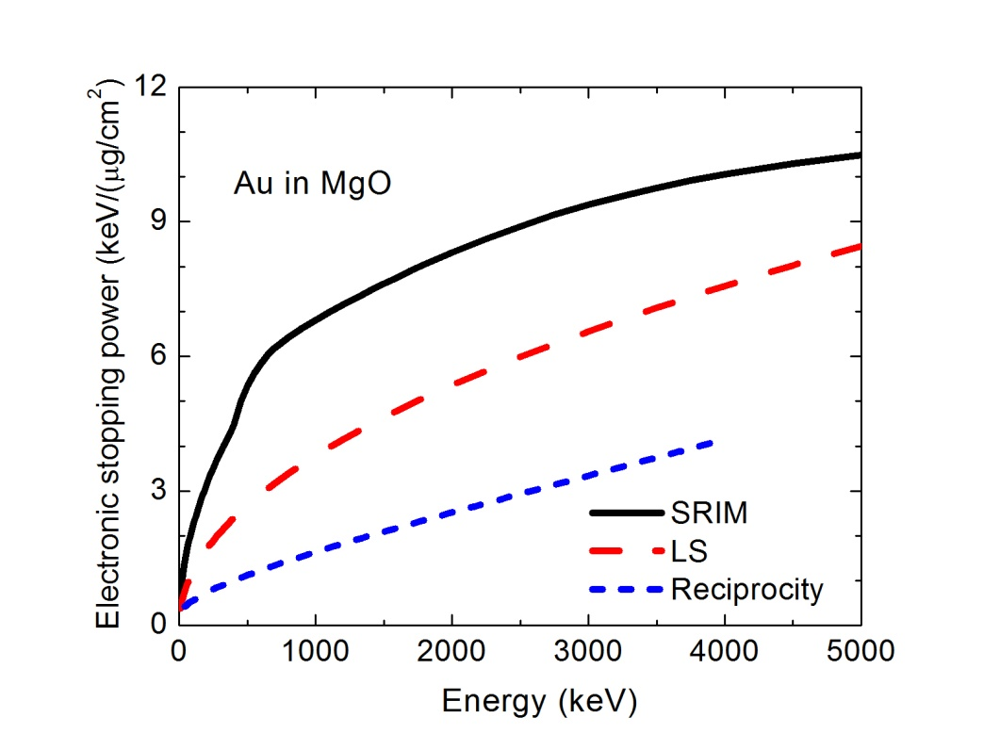 Electronic stopping power (keV/(μg/cm²)
12
9
6
3
0
Au in MgO
SRIM
LS
Reciprocity
0 1000 2000 3000 4000 5000
Energy (keV)